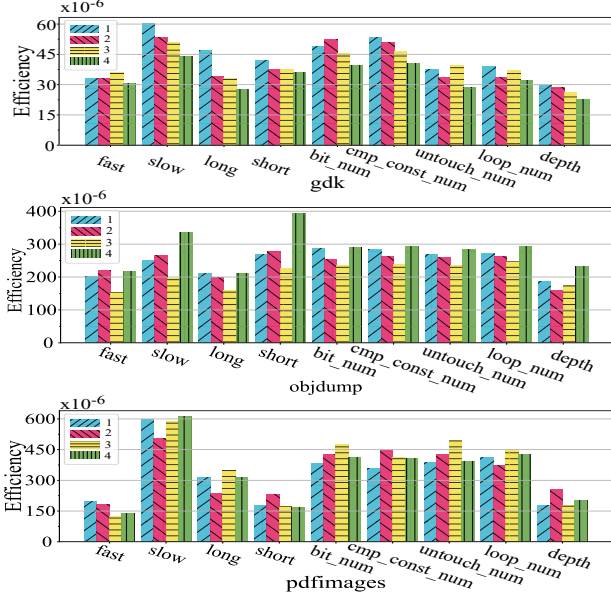 x10⁻⁶
60
45
30
15
0
Efficiency
1
2
3
4
fast
slow
long
short
bit_num
cmp_const_num
untouch_num
loop_num
depth
gdk
x10⁻⁶
400
300
200
100
0
Efficiency
1
2
3
4
fast
slow
long
short
bit_num
cmp_const_num
untouch_num
loop_num
depth
objdump
x10⁻⁶
600
450
300
150
0
Efficiency
1
2
3
4
fast
slow
long
short
bit_num
cmp_const_num
untouch_num
loop_num
depth
pdfimages